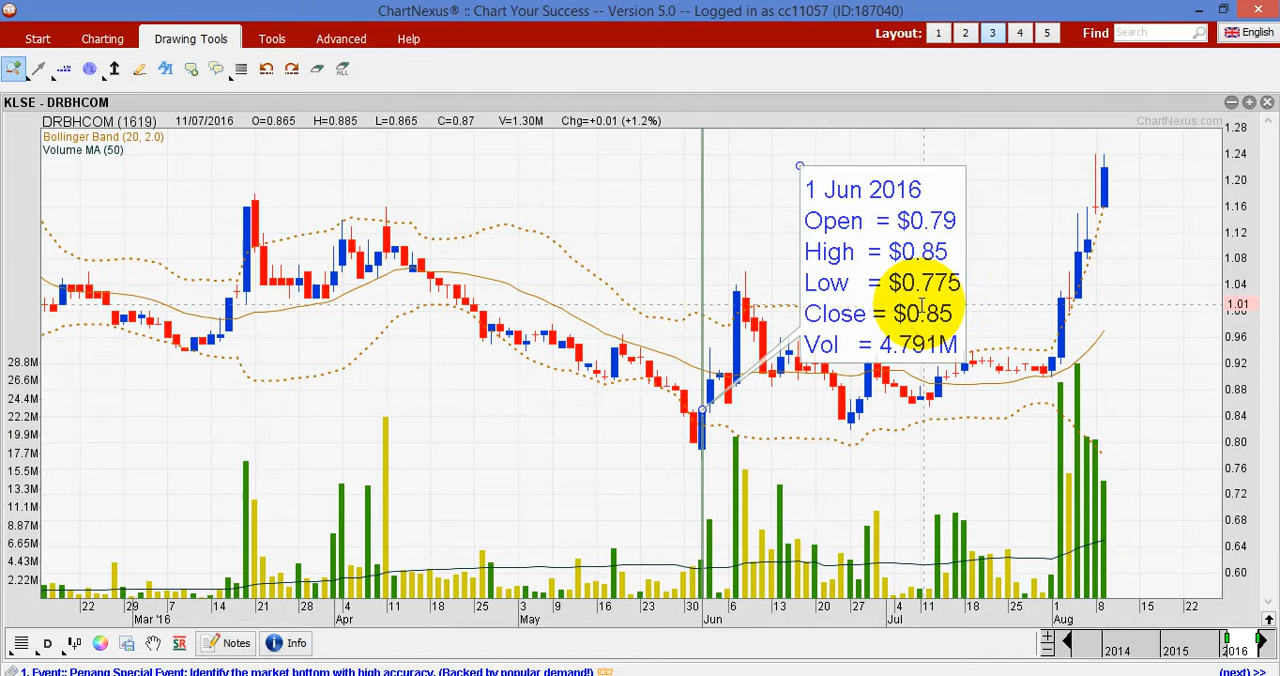 ChartNexus® :: Chart Your Success -- Version 5.0 -- Logged in as cc11057 (ID:187040)
Start Charting Drawing Tools Tools Advanced Help Layout: 1 2 3 4 5 Find Search English
ALL
KLSE - DRBHCOM
DRBHCOM (1619) 11/07/2016 O=0.865 H=0.885 L=0.865 C=0.87 V=1.30M Chg=+0.01 (+1.2%) ChartNexus.com
Bollinger Band (20, 2.0)
Volume MA (50)
1 Jun 2016
Open = $0.79
High = $0.85
Low = $0.775
Close = $0.85
Vol = 4.791M
1.28
1.24
1.20
1.16
1.12
1.08
1.04
1.01
1.00
0.96
0.92
0.88
0.84
0.80
0.76
0.72
0.68
0.64
0.60
28.8M
26.6M
24.4M
22.2M
19.9M
17.7M
15.5M
13.3M
11.1M
8.87M
6.65M
4.43M
2.22M
22 29 7 14 21 28 4 11 18 25 3 9 16 23 30 6 13 20 27 4 11 18 25 1 8 15 22
Mar '16 Apr May Jun Jul Aug
D SR Notes Info 2014 2015 2016
1. Event:: Penang Special Event: Identify the market bottom with high accuracy. (Backed by popular demand!) NEW (next) >>